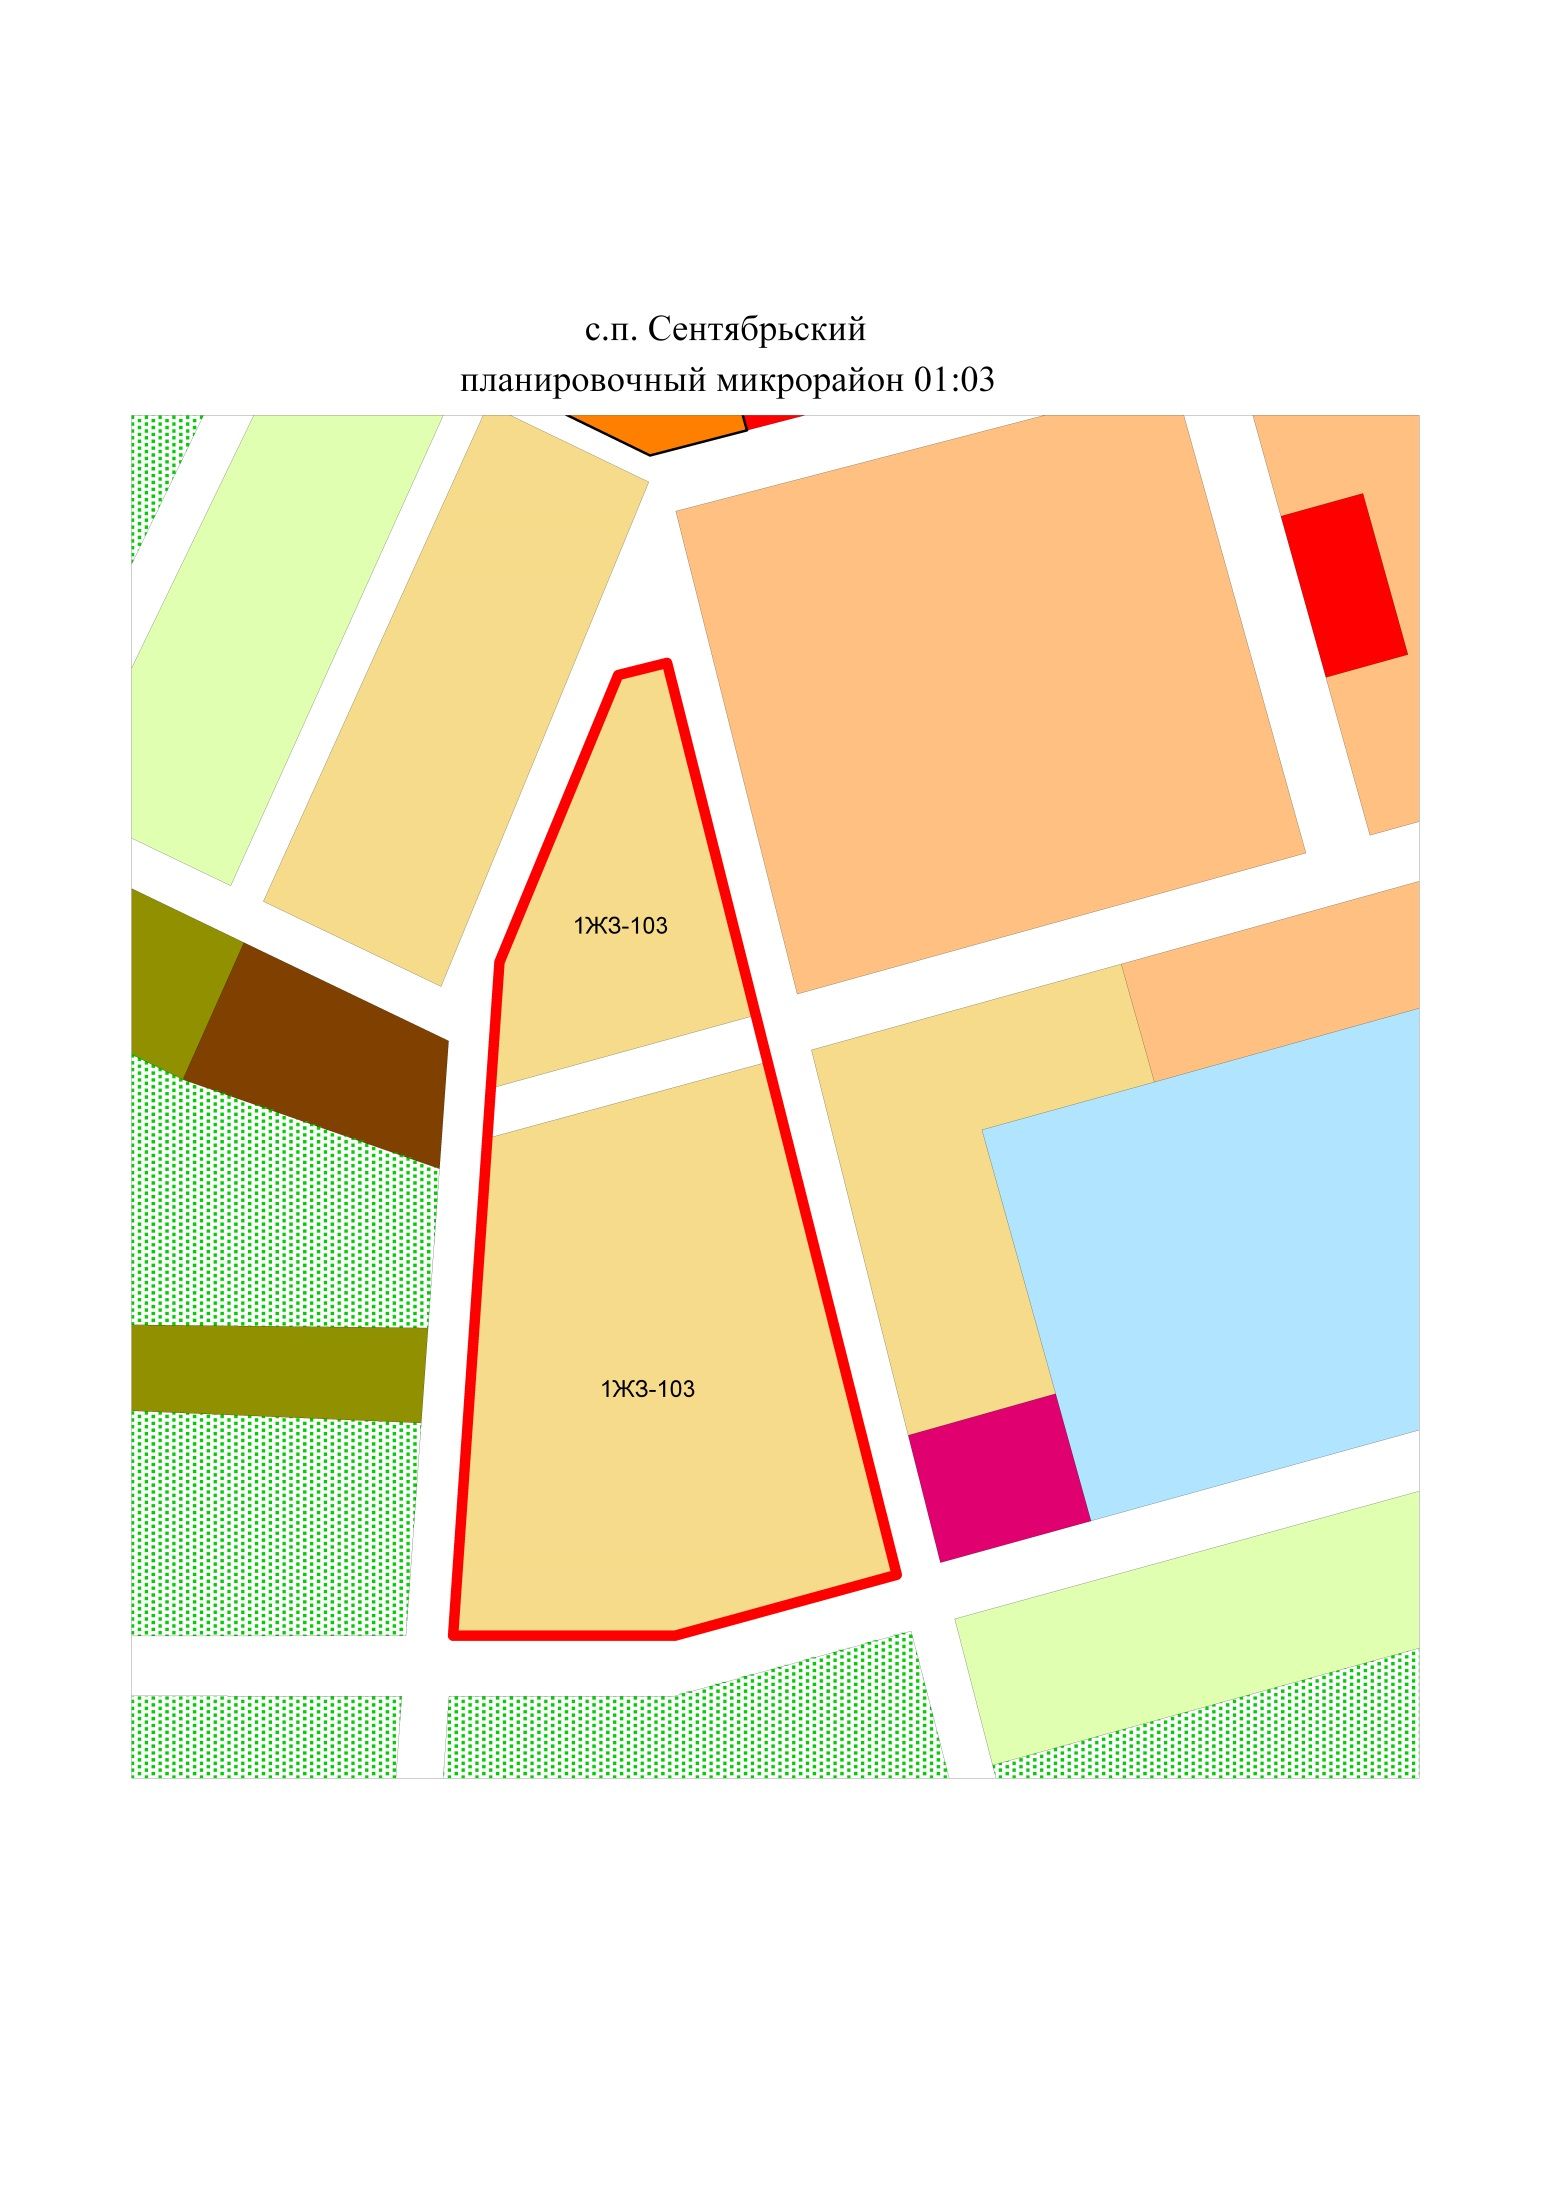 с.п. Сентябрьский
планировочный микрорайон 01:03
1ЖЗ-103
1ЖЗ-103